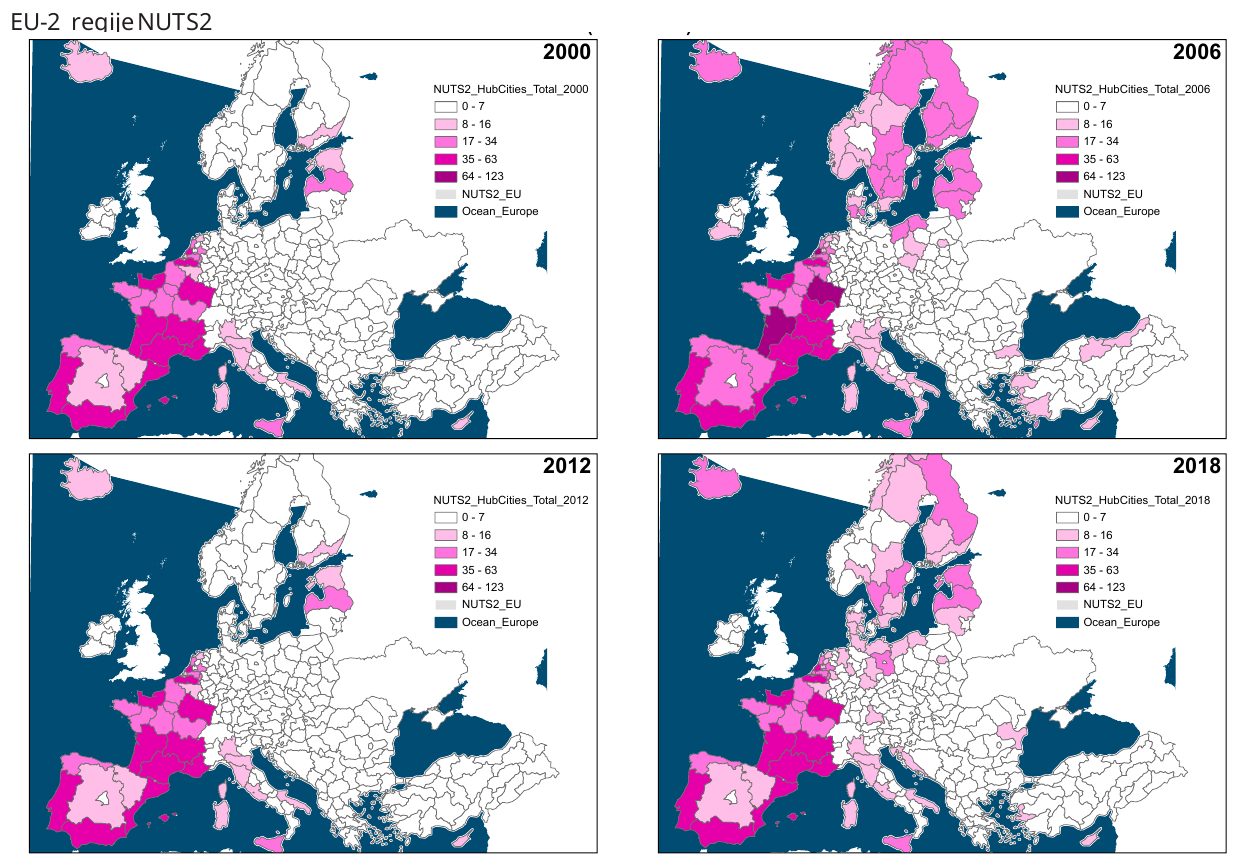 EU-2 regije NUTS2
2000
NUTS2_HubCities_Total_2000
0 - 7
8 - 16
17 - 34
35 - 63
64 - 123
NUTS2_EU
Ocean_Europe
2006
NUTS2_HubCities_Total_2006
0 - 7
8 - 16
17 - 34
35 - 63
64 - 123
NUTS2_EU
Ocean_Europe
2012
NUTS2_HubCities_Total_2012
0 - 7
8 - 16
17 - 34
35 - 63
64 - 123
NUTS2_EU
Ocean_Europe
2018
NUTS2_HubCities_Total_2018
0 - 7
8 - 16
17 - 34
35 - 63
64 - 123
NUTS2_EU
Ocean_Europe